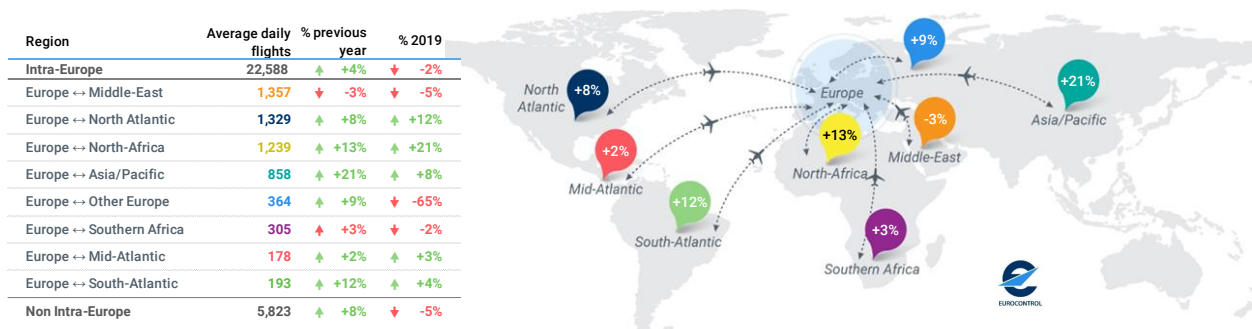 Region Average daily flights % previous year % 2019
Intra-Europe 22,588 +4% -2%
Europe ↔ Middle-East 1,357 -3% -5%
Europe ↔ North Atlantic 1,329 +8% +12%
Europe ↔ North-Africa 1,239 +13% +21%
Europe ↔ Asia/Pacific 858 +21% +8%
Europe ↔ Other Europe 364 +9% -65%
Europe ↔ Southern Africa 305 +3% -2%
Europe ↔ Mid-Atlantic 178 +2% +3%
Europe ↔ South-Atlantic 193 +12% +4%
Non Intra-Europe 5,823 +8% -5%
+9%
+21%
North
Atlantic
+8%
Europe
Asia/Pacific
-3%
+13%
+2%
Middle-East
North-Africa
Mid-Atlantic
+12%
South-Atlantic
+3%
Southern Africa
EUROCONTROL